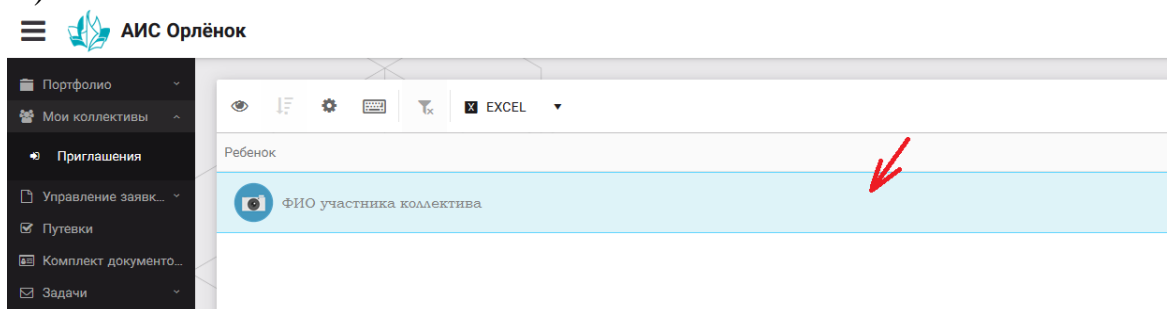 АИС Орлёнок
Портфолио
Мои коллективы
Приглашения
Управление заявк...
Путевки
Комплект документо...
Задачи
X EXCEL
Ребенок
ФИО участника коллектива